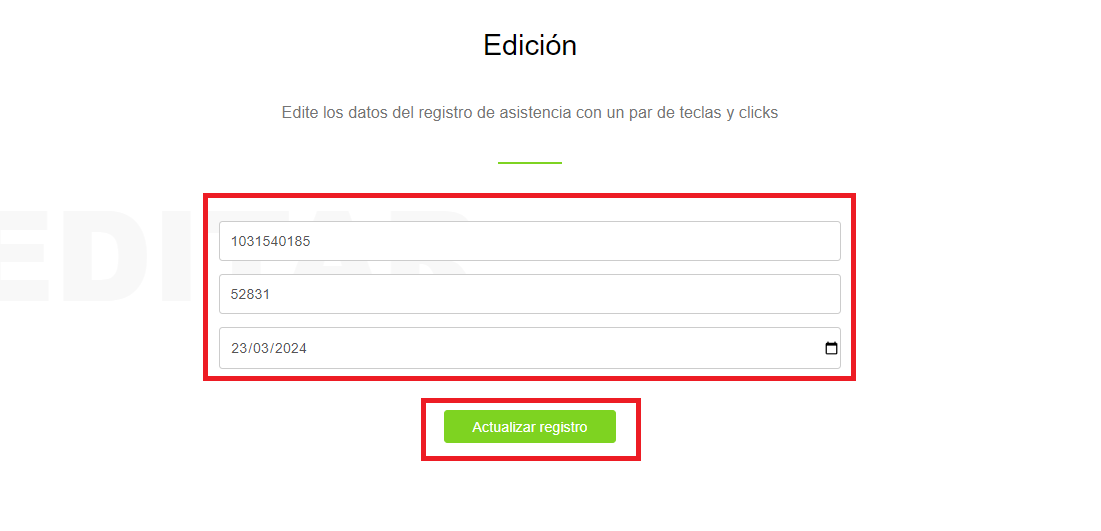 Edición
Edite los datos del registro de asistencia con un par de teclas y clicks
EDITAR
1031540185
52831
23/03/2024
Actualizar registro